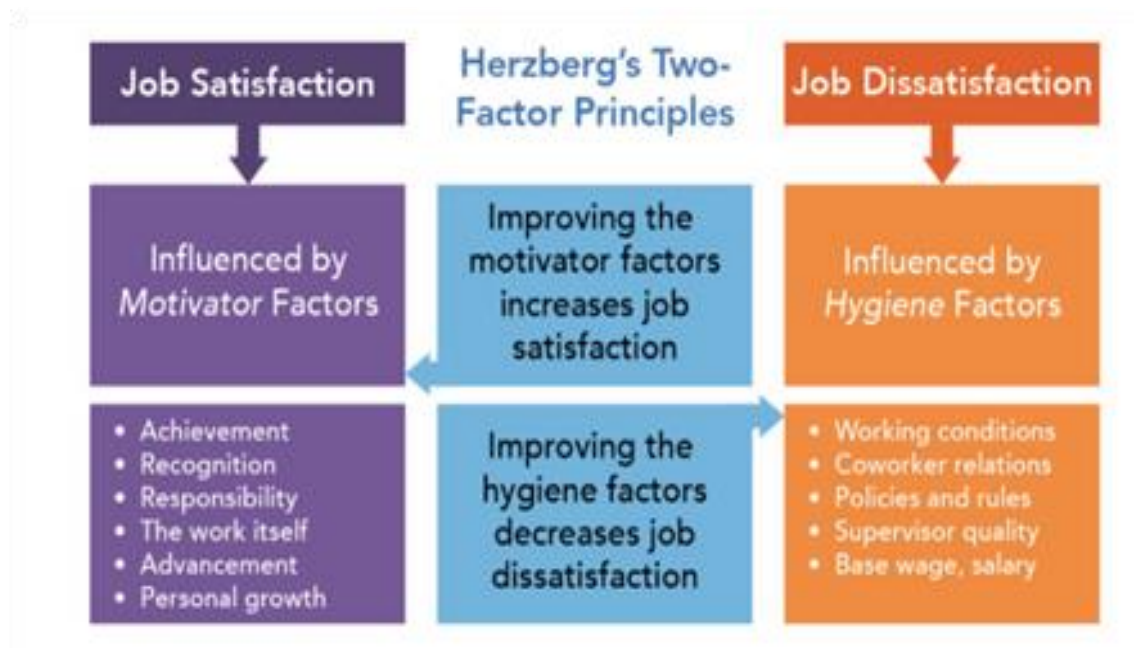 Job Satisfaction
Herzberg's Two-
Factor Principles
Job Dissatisfaction
Influenced by
Motivator Factors
Improving the
motivator factors
increases job
satisfaction
Influenced by
Hygiene Factors
• Achievement
• Recognition
• Responsibility
• The work itself
• Advancement
• Personal growth
Improving the
hygiene factors
decreases job
dissatisfaction
• Working conditions
• Coworker relations
• Policies and rules
• Supervisor quality
• Base wage, salary